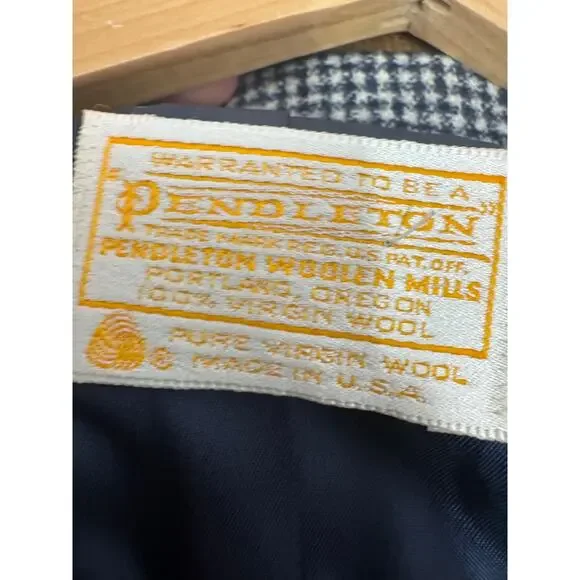 WARRANTED TO BE A
"PENDLETON"
TRADE MARK REG. U.S. PAT. OFF.
PENDLETON WOOLEN MILLS
PORTLAND, OREGON
100% VIRGIN WOOL
PURE VIRGIN WOOL
® MADE IN U.S.A.